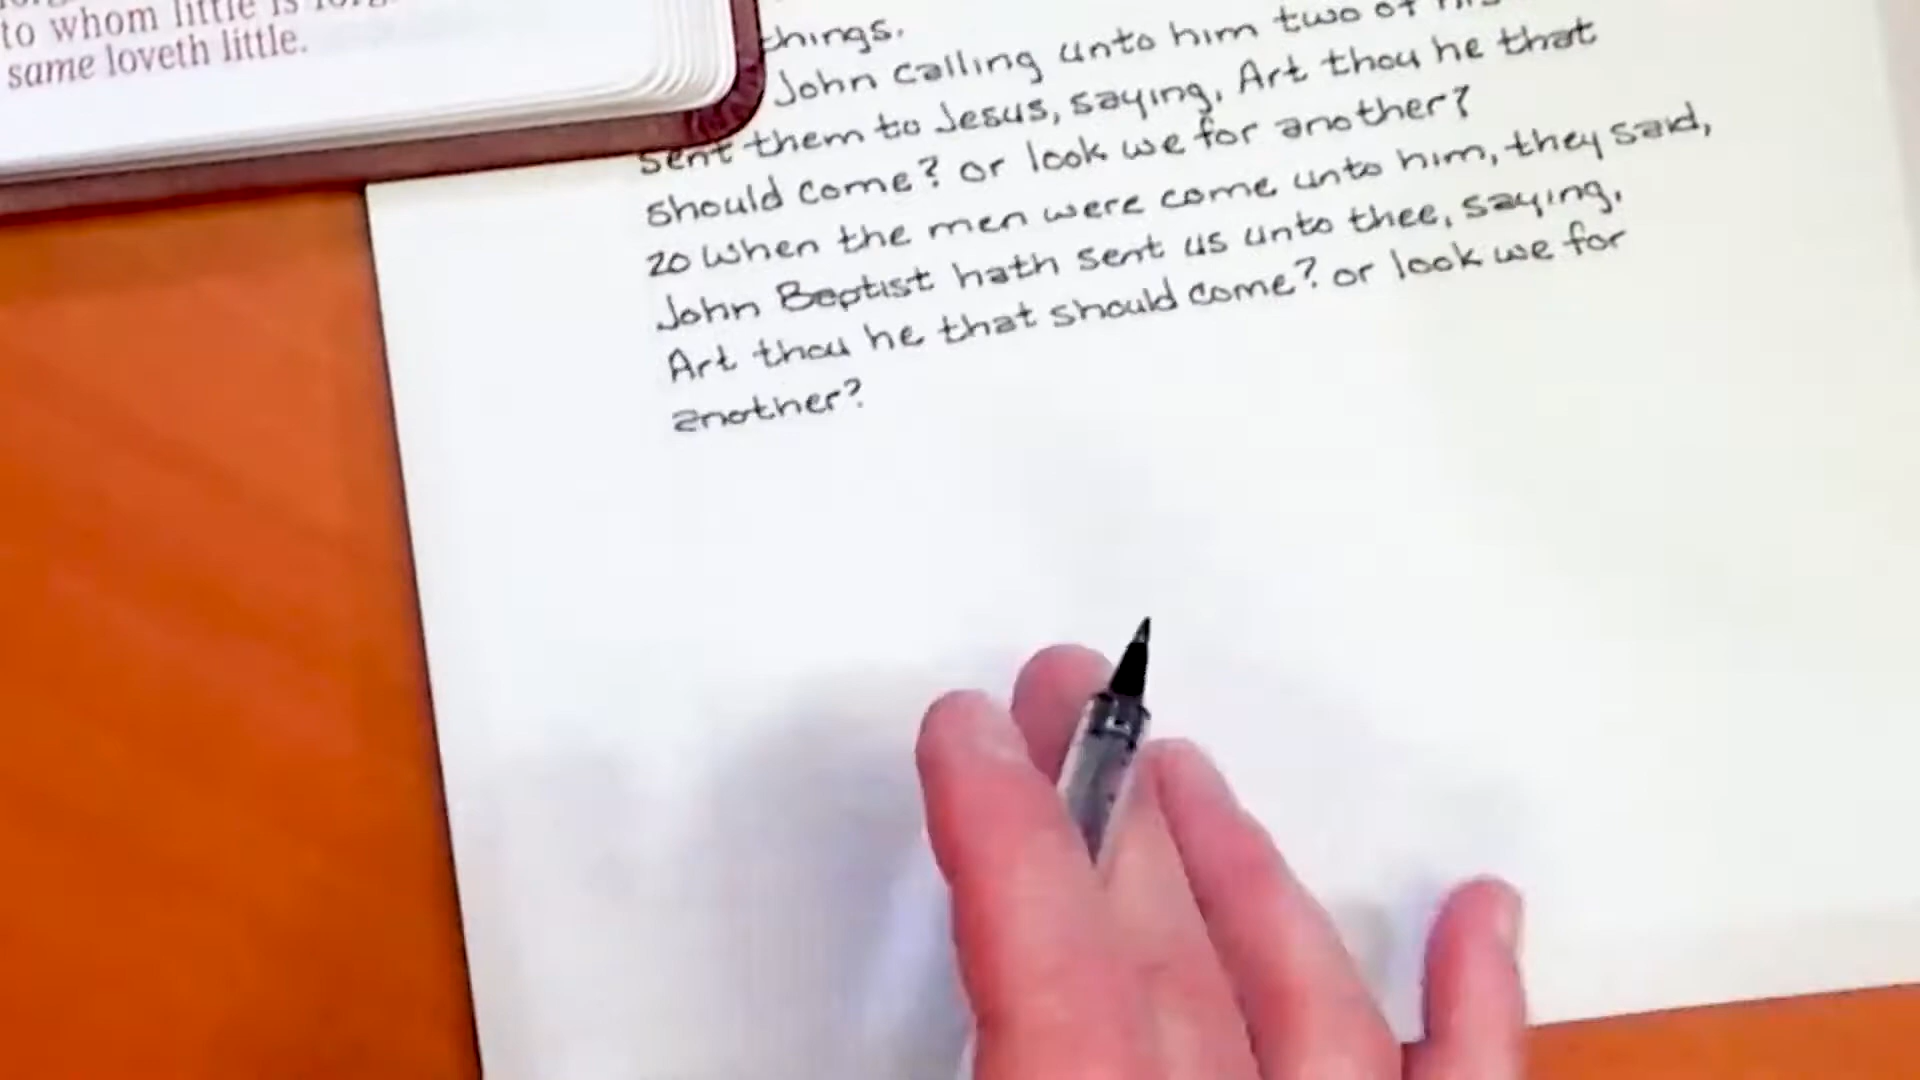 to whom little is
same loveth little.
things.
John calling unto him two of his
sent them to Jesus, saying, Art thou he that
should come? or look we for another?
20 When the men were come unto him, they said,
John Baptist hath sent us unto thee, saying,
Art thou he that should come? or look we for
another?